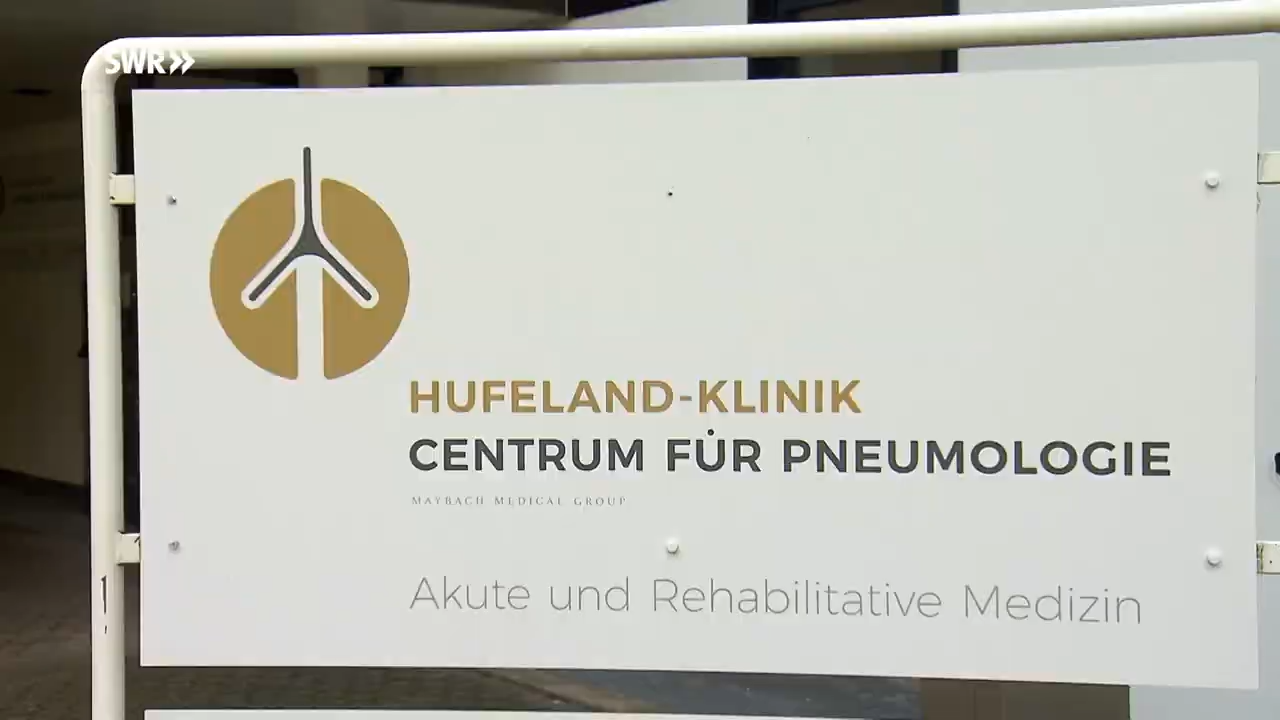 SWR»
HUFELAND-KLINIK
CENTRUM FÜR PNEUMOLOGIE
MAYBACH MEDICAL GROUP
Akute und Rehabilitative Medizin